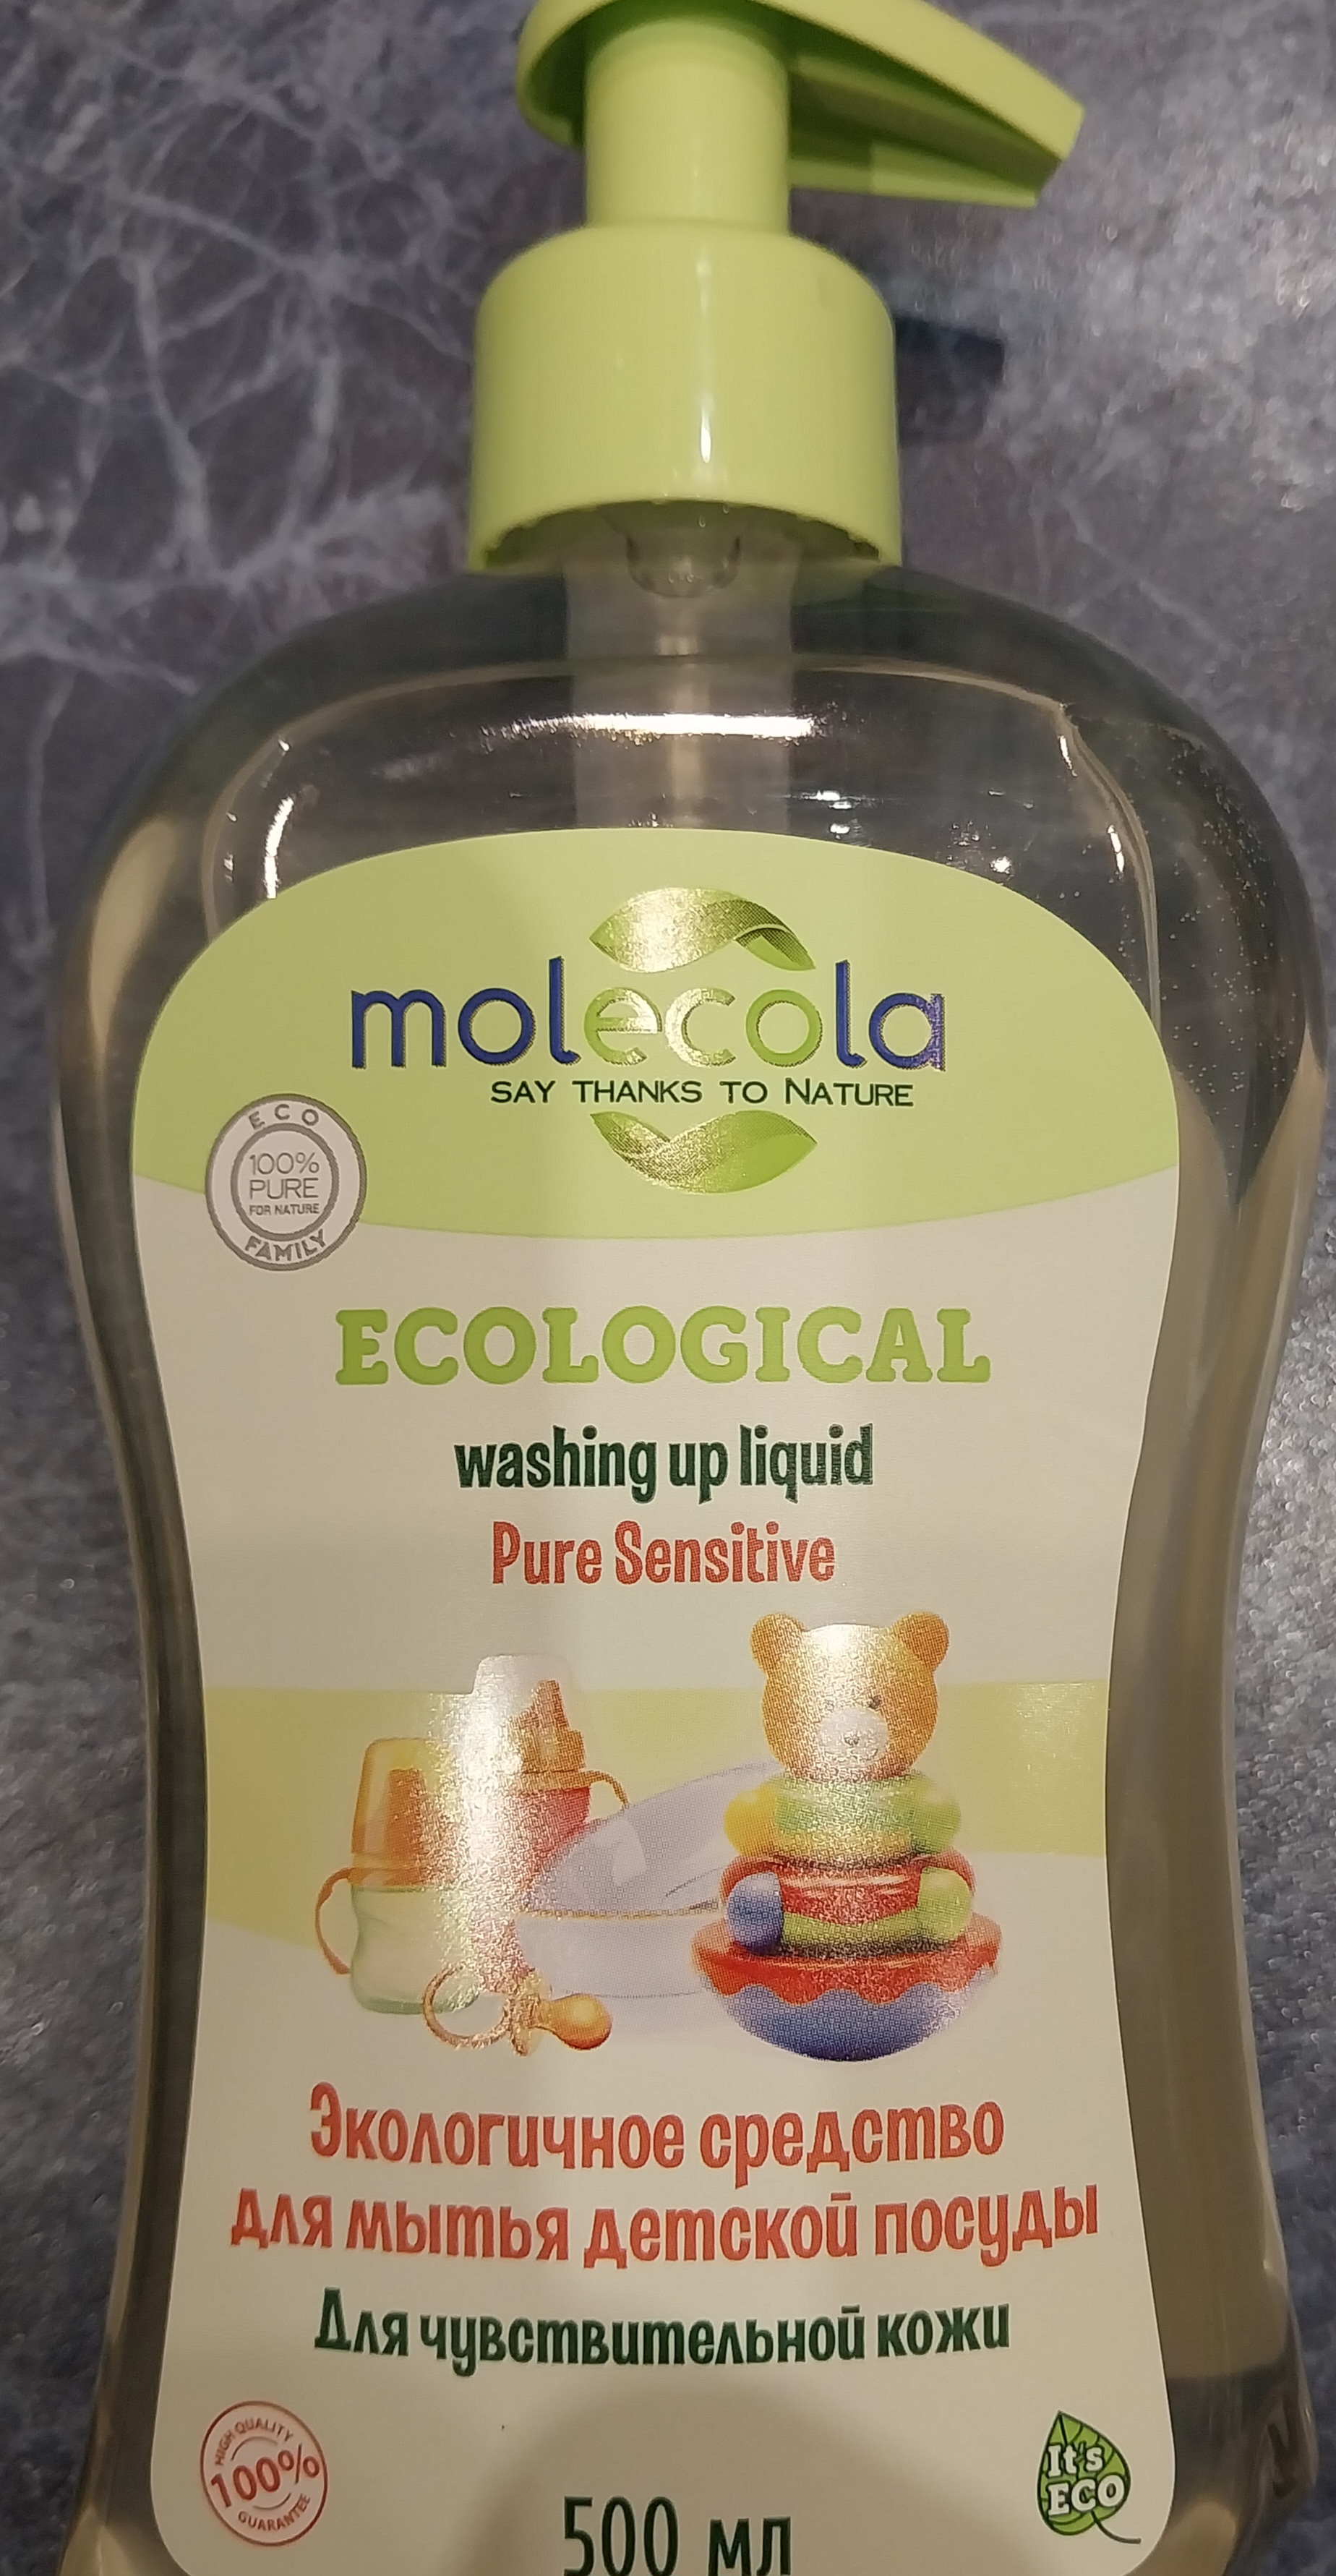 molecola
SAY THANKS TO NATURE
ECO
100%
PURE
FOR NATURE
FAMILY
ECOLOGICAL
washing up liquid
Pure Sensitive
Экологичное средство
для мытья детской посуды
Для чувствительной кожи
HIGH QUALITY
100%
GUARANTEE
It's
ECO
500 мл